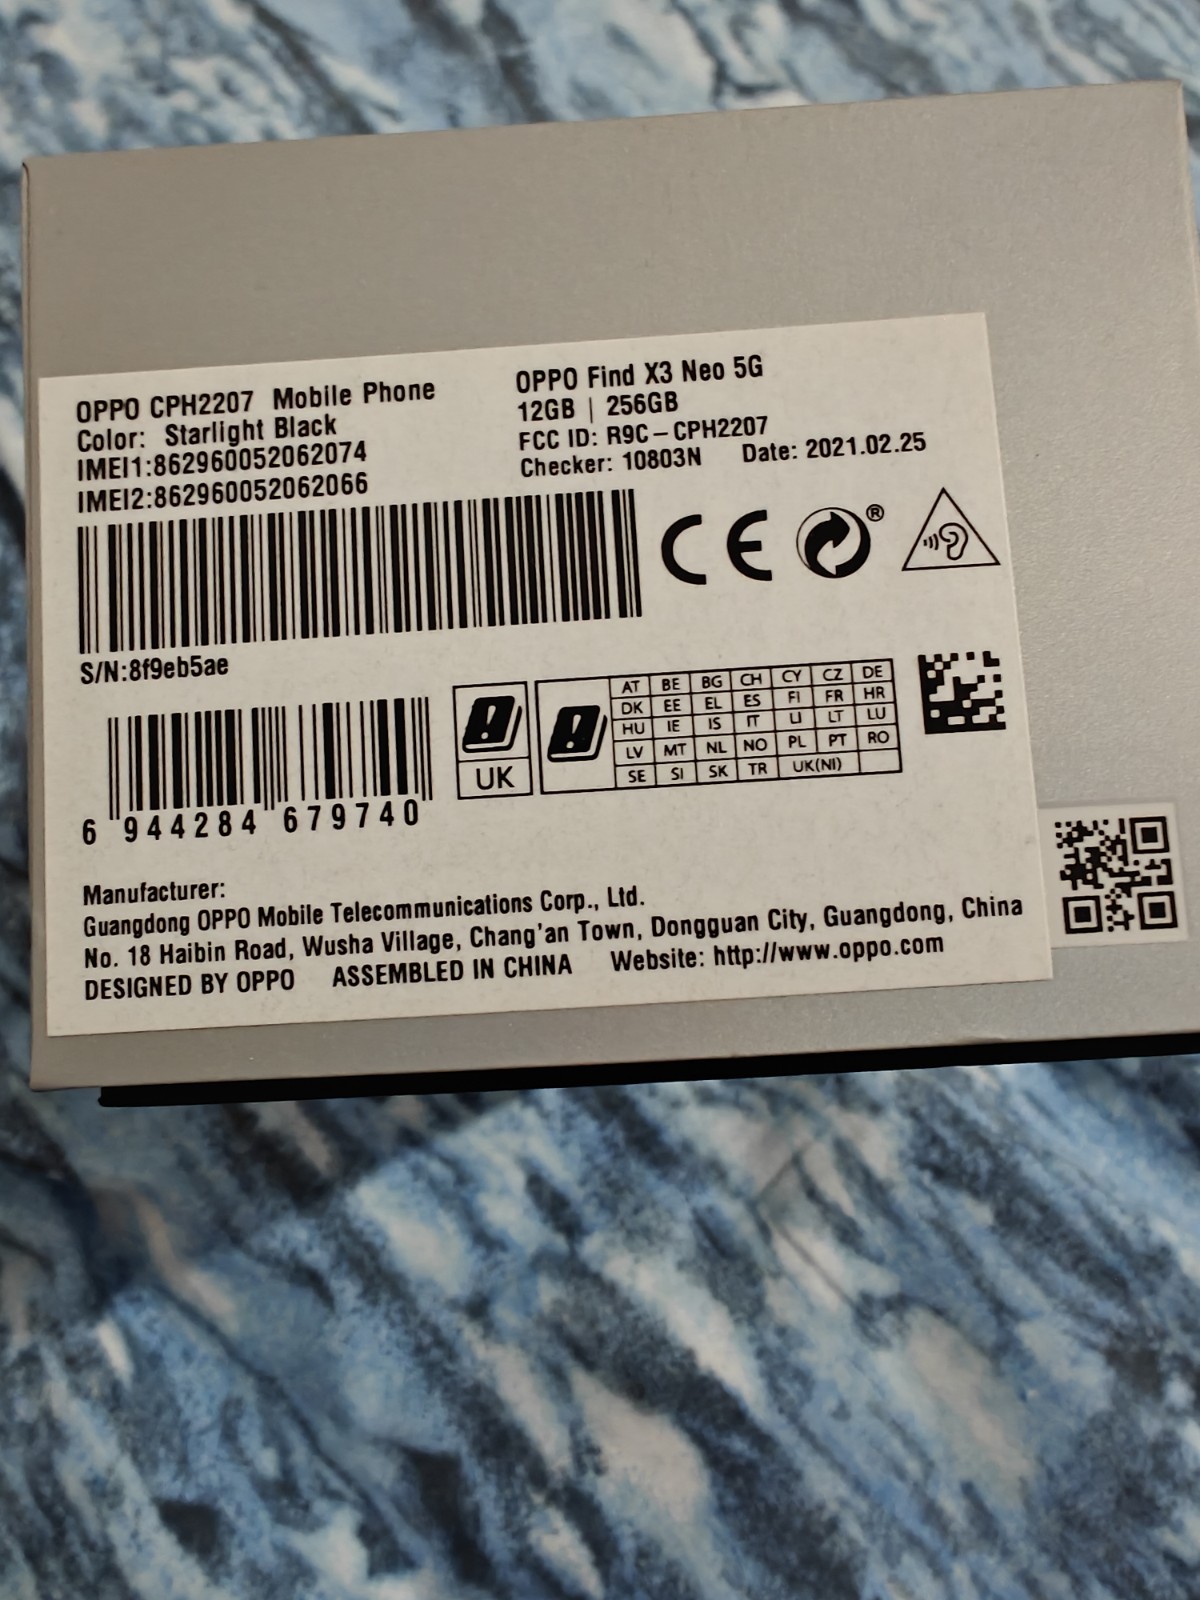 OPPO CPH2207 Mobile Phone
Color: Starlight Black
IMEI1:862960052062074
IMEI2:862960052062066
OPPO Find X3 Neo 5G
12GB | 256GB
FCC ID: R9C-CPH2207
Checker: 10803N Date: 2021.02.25
CE ®
S/N:8f9eb5ae
6 944284 679740
UK
AT BE BG CH CY CZ DE
DK EE EL ES FI FR HR
HU IE IS IT LI LT LU
LV MT NL NO PL PT RO
SE SI SK TR UK(NI)
Manufacturer:
Guangdong OPPO Mobile Telecommunications Corp., Ltd.
No. 18 Haibin Road, Wusha Village, Chang'an Town, Dongguan City, Guangdong, China
DESIGNED BY OPPO ASSEMBLED IN CHINA Website: http://www.oppo.com